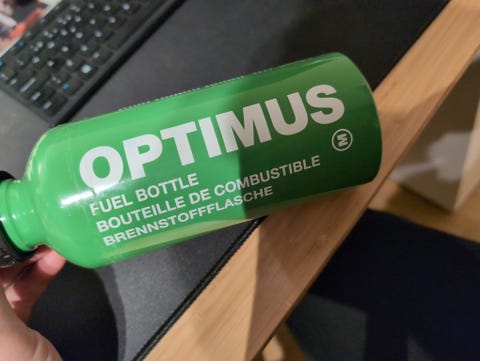 OPTIMUS
M
FUEL BOTTLE
BOUTEILLE DE COMBUSTIBLE
BRENNSTOFFFLASCHE